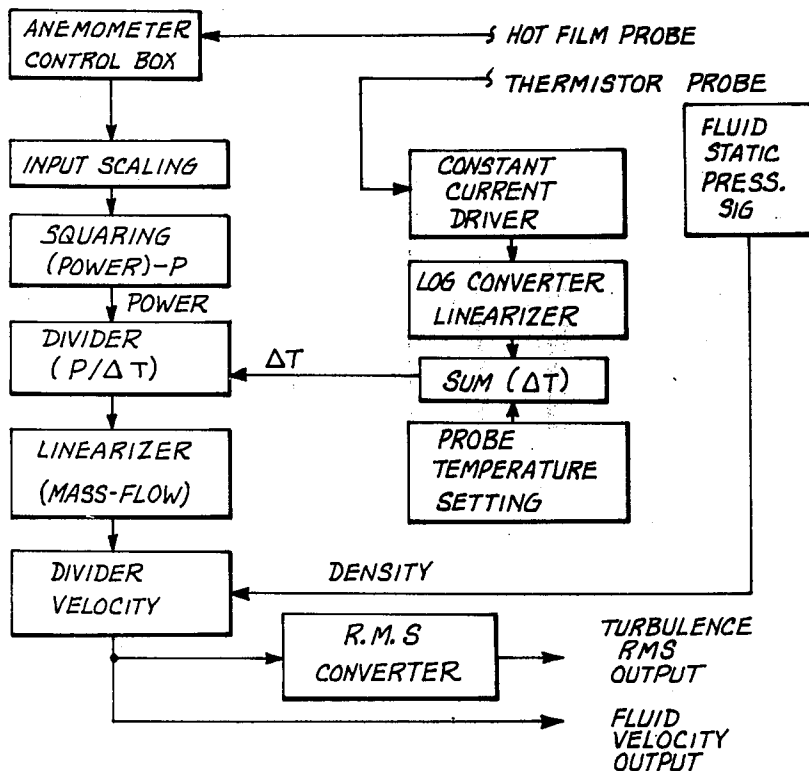 ANEMOMETER
CONTROL BOX
HOT FILM PROBE
THERMISTOR PROBE
FLUID
STATIC
PRESS.
SIG
INPUT SCALING
CONSTANT
CURRENT
DRIVER
SQUARING
(POWER)-P
POWER
LOG CONVERTER
LINEARIZER
DIVIDER
(P/ΔT)
ΔT
SUM (ΔT)
LINEARIZER
(MASS-FLOW)
PROBE
TEMPERATURE
SETTING
DIVIDER
VELOCITY
DENSITY
R.M.S
CONVERTER
TURBULENCE
RMS
OUTPUT
FLUID
VELOCITY
OUTPUT